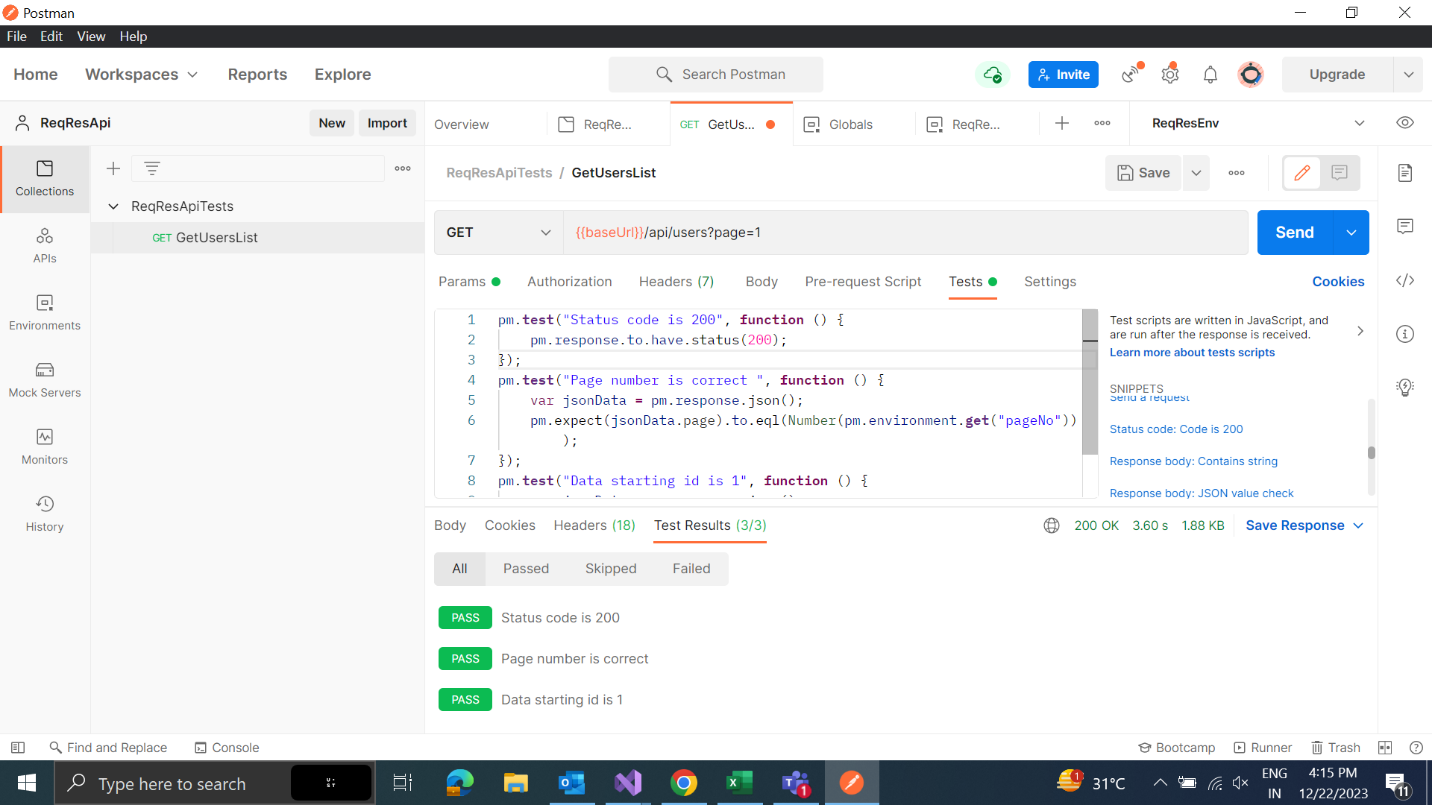 Postman
File Edit View Help
Home Workspaces Reports Explore Search Postman Invite Upgrade
ReqResApi New Import Overview ReqRe... GET GetUs... Globals ReqRe... ReqResEnv
Collections
APIs
Environments
Mock Servers
Monitors
History
ReqResApiTests
GET GetUsersList
ReqResApiTests / GetUsersList Save
GET {{baseUrl}}/api/users?page=1 Send
Params Authorization Headers (7) Body Pre-request Script Tests Settings Cookies
1 pm.test("Status code is 200", function () {
2 pm.response.to.have.status(200);
3 });
4 pm.test("Page number is correct ", function () {
5 var jsonData = pm.response.json();
6 pm.expect(jsonData.page).to.eql(Number(pm.environment.get("pageNo"))
);
7 });
8 pm.test("Data starting id is 1", function () {
Test scripts are written in JavaScript, and
are run after the response is received.
Learn more about tests scripts
SNIPPETS
Send a request
Status code: Code is 200
Response body: Contains string
Response body: JSON value check
Body Cookies Headers (18) Test Results (3/3) 200 OK 3.60 s 1.88 KB Save Response
All Passed Skipped Failed
PASS Status code is 200
PASS Page number is correct
PASS Data starting id is 1
Find and Replace Console Bootcamp Runner Trash
Type here to search 1 1 31°C ENG
IN 4:15 PM
12/22/2023 11